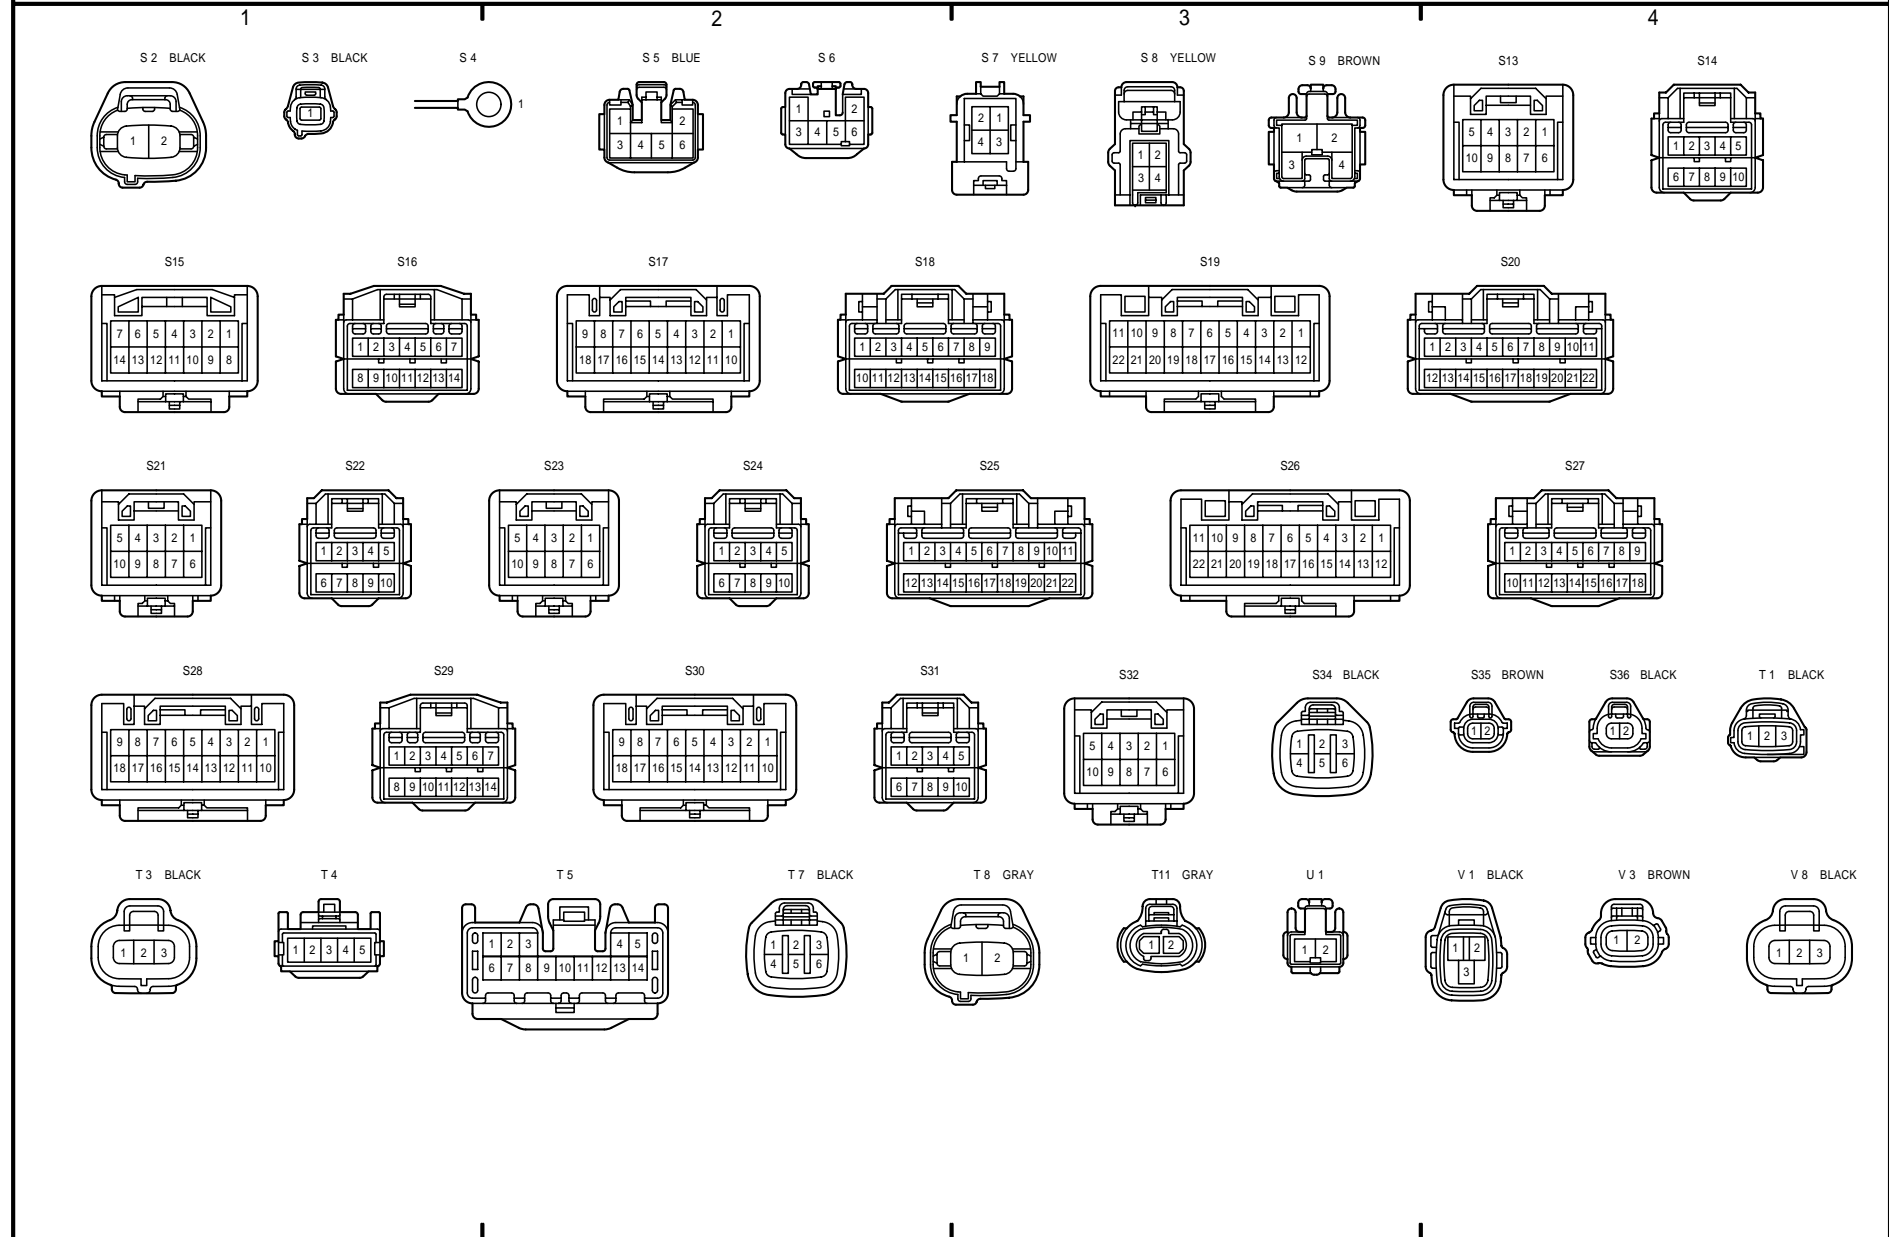 1 2 3 4
S 2 BLACK S 3 BLACK S 4 S 5 BLUE S 6 S 7 YELLOW S 8 YELLOW S 9 BROWN S13 S14
1 2
1
1
1 2
3 4 5 6
1 2
3 4 5 6
2 1
4 3
1 2
3 4
1 2
3 4
5 4 3 2 1
10 9 8 7 6
1 2 3 4 5
6 7 8 9 10
S15 S16 S17 S18 S19 S20
7 6 5 4 3 2 1
14 13 12 11 10 9 8
1 2 3 4 5 6 7
8 9 10 11 12 13 14
9 8 7 6 5 4 3 2 1
18 17 16 15 14 13 12 11 10
1 2 3 4 5 6 7 8 9
10 11 12 13 14 15 16 17 18
11 10 9 8 7 6 5 4 3 2 1
22 21 20 19 18 17 16 15 14 13 12
1 2 3 4 5 6 7 8 9 10 11
12 13 14 15 16 17 18 19 20 21 22
S21 S22 S23 S24 S25 S26 S27
5 4 3 2 1
10 9 8 7 6
1 2 3 4 5
6 7 8 9 10
5 4 3 2 1
10 9 8 7 6
1 2 3 4 5
6 7 8 9 10
1 2 3 4 5 6 7 8 9 10 11
12 13 14 15 16 17 18 19 20 21 22
11 10 9 8 7 6 5 4 3 2 1
22 21 20 19 18 17 16 15 14 13 12
1 2 3 4 5 6 7 8 9
10 11 12 13 14 15 16 17 18
S28 S29 S30 S31 S32 S34 BLACK S35 BROWN S36 BLACK T 1 BLACK
9 8 7 6 5 4 3 2 1
18 17 16 15 14 13 12 11 10
1 2 3 4 5 6 7
8 9 10 11 12 13 14
9 8 7 6 5 4 3 2 1
18 17 16 15 14 13 12 11 10
1 2 3 4 5
6 7 8 9 10
5 4 3 2 1
10 9 8 7 6
1 2 3
4 5 6
1 2
1 2
1 2 3
T 3 BLACK T 4 T 5 T 7 BLACK T 8 GRAY T11 GRAY U 1 V 1 BLACK V 3 BROWN V 8 BLACK
1 2 3
1 2 3 4 5
1 2 3 4 5
6 7 8 9 10 11 12 13 14
1 2 3
4 5 6
1 2
1 2
1 2
1 2
3
1 2
1 2 3